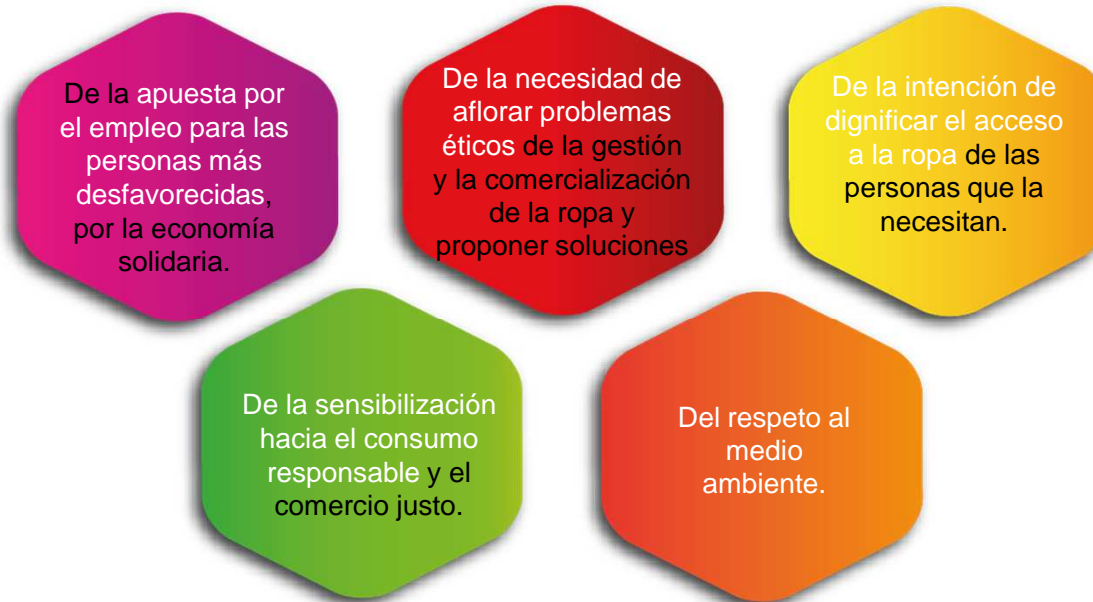 De la apuesta por
el empleo para las
personas más
desfavorecidas,
por la economía
solidaria.
De la necesidad de
aflorar problemas
éticos de la gestión
y la comercialización
de la ropa y
proponer soluciones
De la intención de
dignificar el acceso
a la ropa de las
personas que la
necesitan.
De la sensibilización
hacia el consumo
responsable y el
comercio justo.
Del respeto al
medio
ambiente.